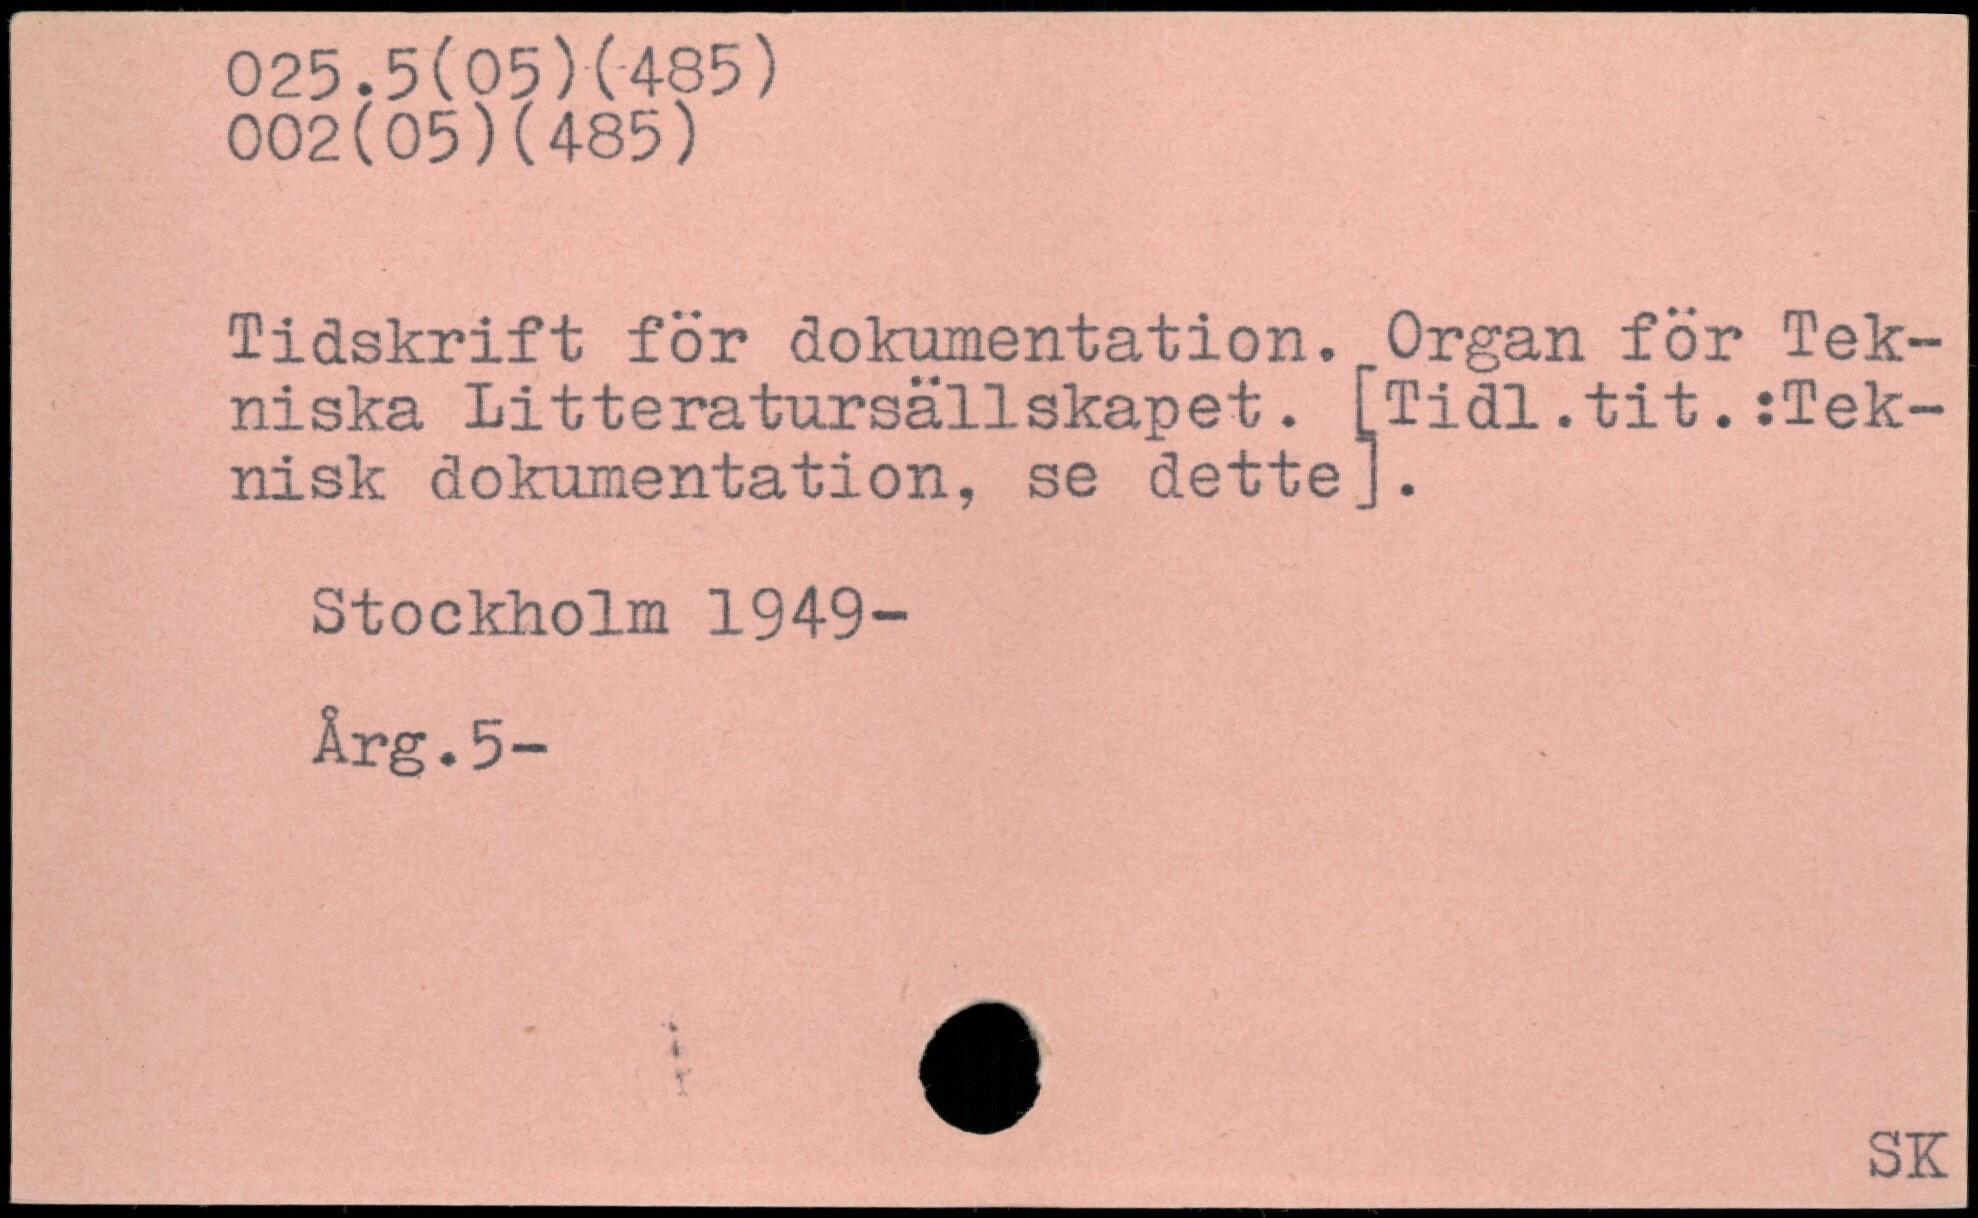 025.5(05)(485)
002(05)(485)
Tidskrift för dokumentation. Organ för Tek-
niska Litteratursällskapet. [Tidl.tit.:Tek-
nisk dokumentation, se dette].
Stockholm 1949-
Årg.5-
SK